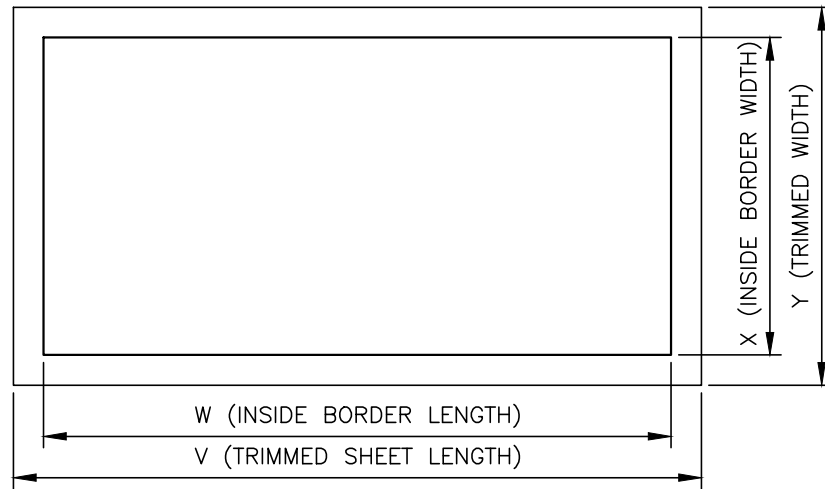 X (INSIDE BORDER WIDTH)
Y (TRIMMED WIDTH)
W (INSIDE BORDER LENGTH)
V (TRIMMED SHEET LENGTH)